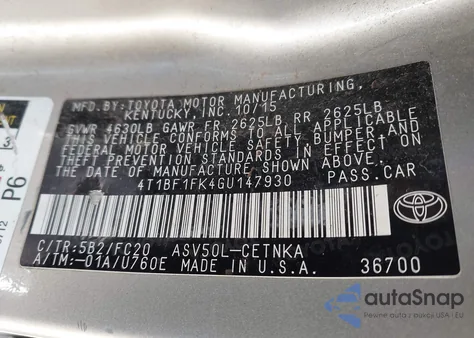 MFD.BY:TOYOTA MOTOR MANUFACTURING,
KENTUCKY, INC. 10/15
GVWR 4630LB GAWR FR 2625LB RR 2625LB
THIS VEHICLE CONFORMS TO ALL APPLICABLE
FEDERAL MOTOR VEHICLE SAFETY, BUMPER, AND
THEFT PREVENTION STANDARDS IN EFFECT ON
THE DATE OF MANUFACTURE SHOWN ABOVE.
4T1BF1FK4GU147930 PASS.CAR
C/TR:5B2/FC20 ASV50L-CETNKA
A/TM:-01A/U760E MADE IN U.S.A. 36700
TOYOTA
P6
autoSnap